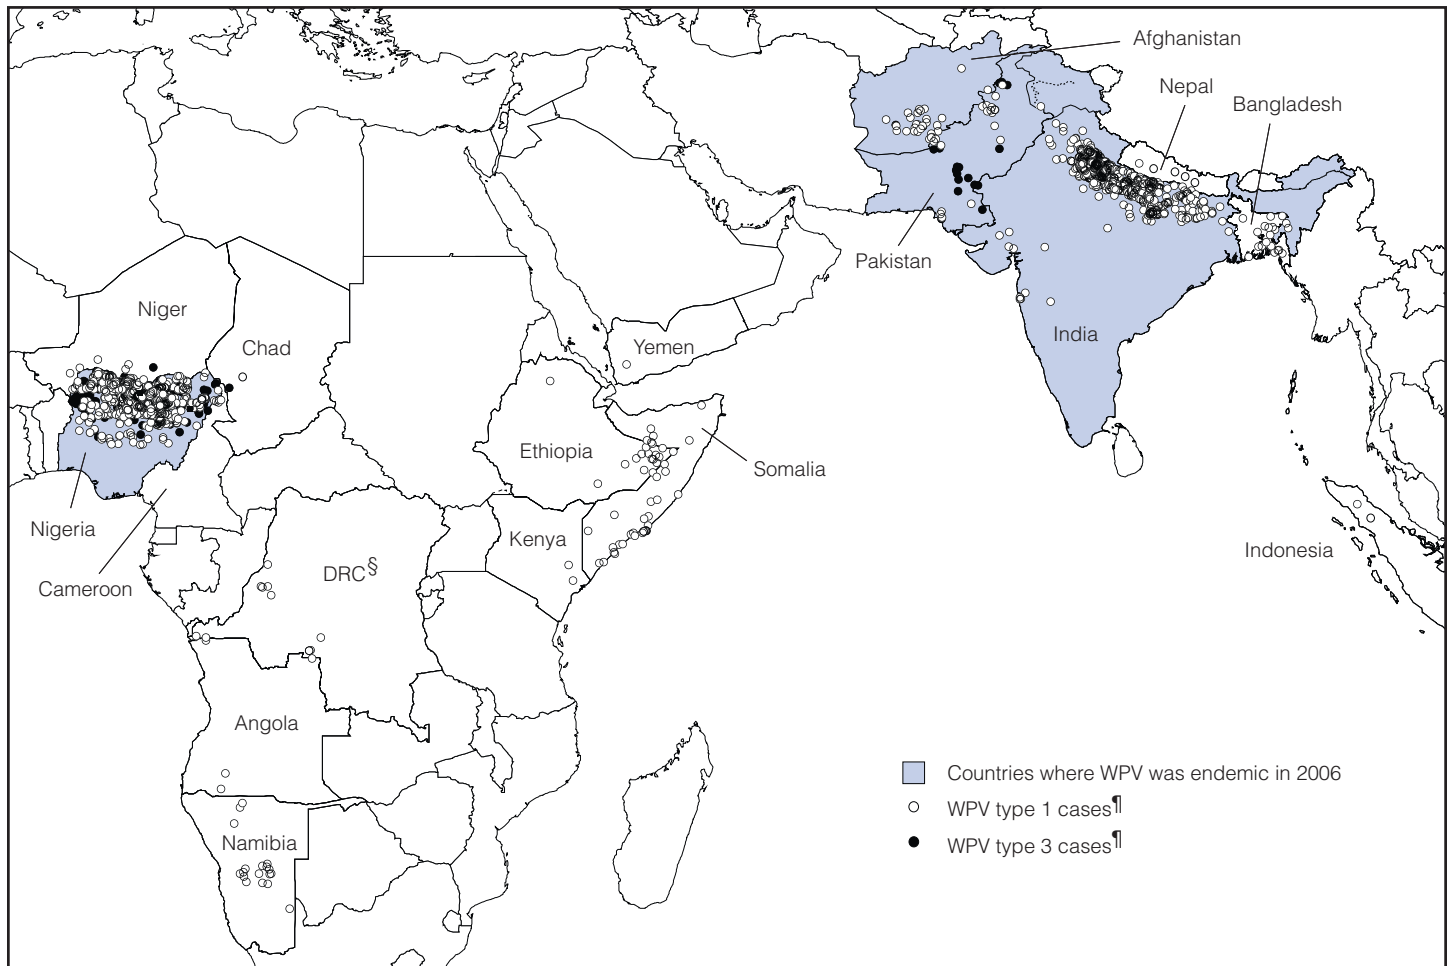 Afghanistan
Nepal
Bangladesh
Pakistan
Niger
Chad
Yemen
India
Ethiopia
Somalia
Nigeria
Kenya
Indonesia
Cameroon
DRC§
Angola
Countries where WPV was endemic in 2006
WPV type 1 cases¶
Namibia
WPV type 3 cases¶